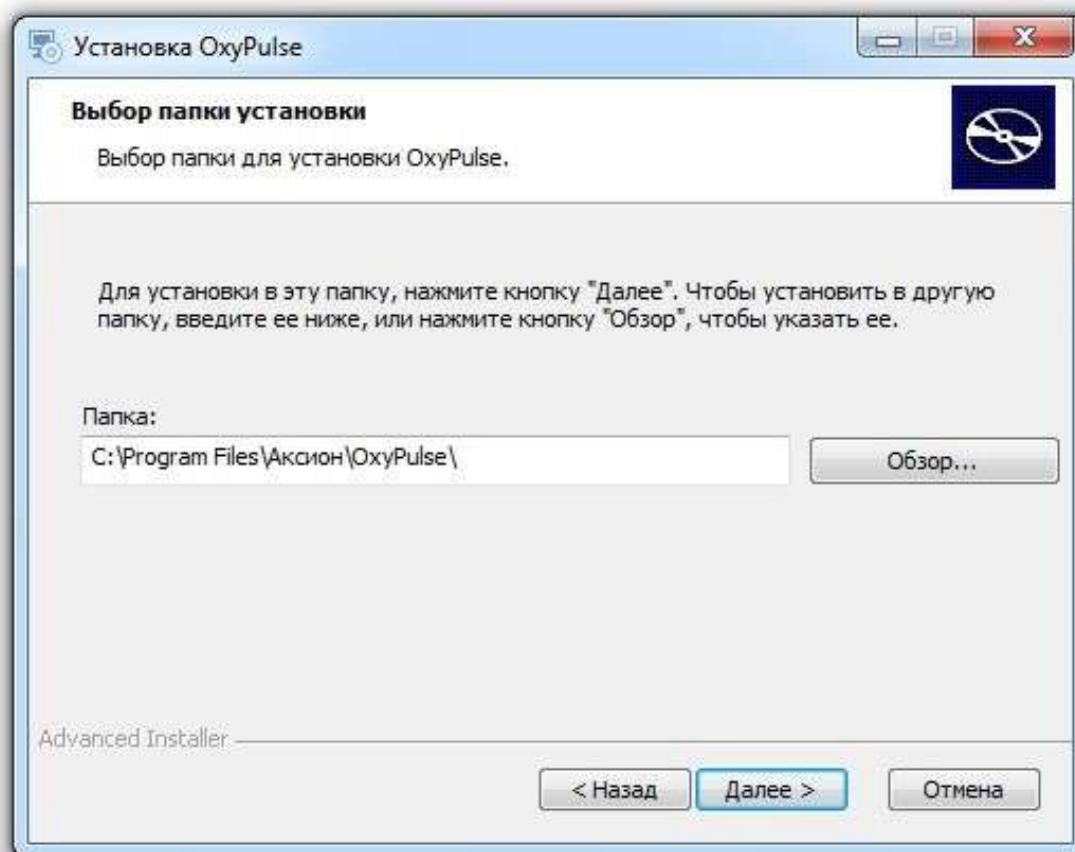 Установка OxyPulse
Выбор папки установки
Выбор папки для установки OxyPulse.
Для установки в эту папку, нажмите кнопку "Далее". Чтобы установить в другую
папку, введите ее ниже, или нажмите кнопку "Обзор", чтобы указать ее.
Папка:
C:\Program Files\Аксион\OxyPulse\
Обзор...
Advanced Installer
< Назад
Далее >
Отмена